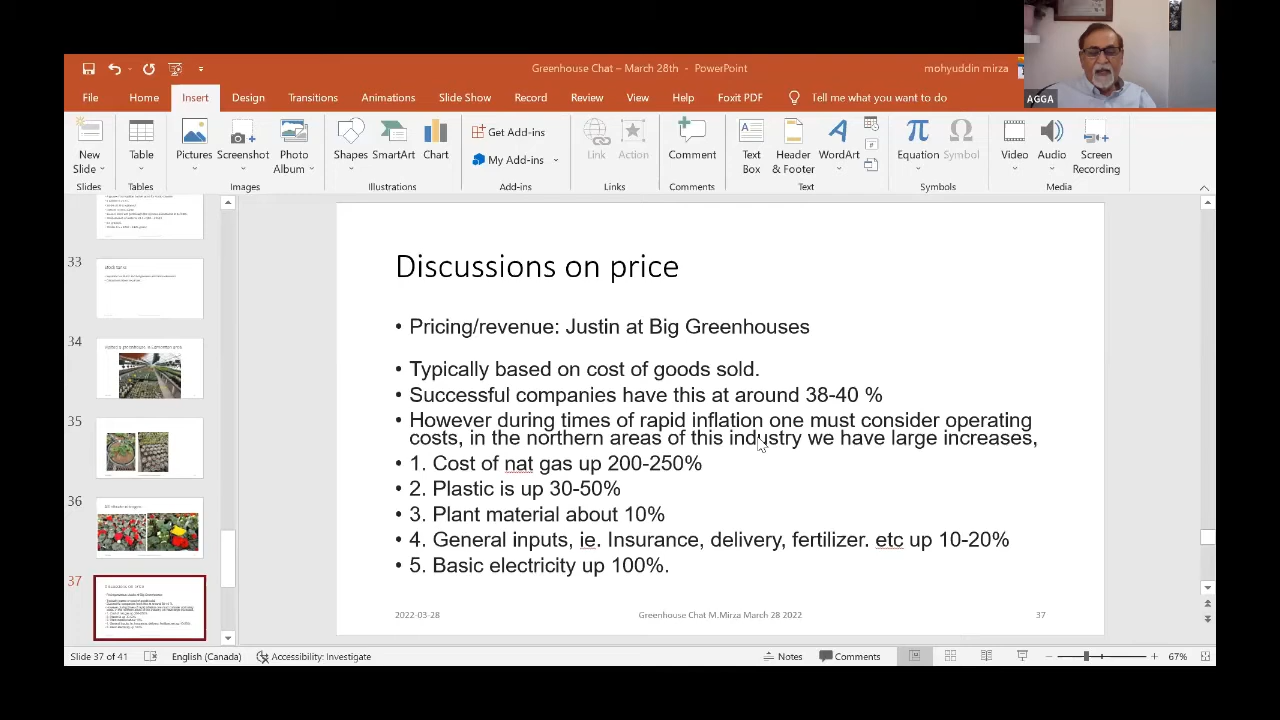 Greenhouse Chat – March 28th - PowerPoint
mohyuddin mirza
AGGA
File Home Insert Design Transitions Animations Slide Show Record Review View Help Foxit PDF Tell me what you want to do
New Slide
Slides
Table
Tables
Pictures
Screenshot
Photo Album
Images
Shapes
SmartArt
Chart
Illustrations
Get Add-ins
My Add-ins
Add-ins
Link
Action
Links
Comment
Comments
Text Box
Header & Footer
WordArt
Text
Equation
Symbol
Symbols
Video
Audio
Screen Recording
Media
33
34
35
36
37
Discussions on price
• Pricing/revenue: Justin at Big Greenhouses
• Typically based on cost of goods sold.
• Successful companies have this at around 38-40 %
• However during times of rapid inflation one must consider operating
costs, in the northern areas of this industry we have large increases,
• 1. Cost of nat gas up 200-250%
• 2. Plastic is up 30-50%
• 3. Plant material about 10%
• 4. General inputs, ie. Insurance, delivery, fertilizer. etc up 10-20%
• 5. Basic electricity up 100%.
2022-03-28
Greenhouse Chat M.Mirza March 28 2022
37
Slide 37 of 41
English (Canada)
Accessibility: Investigate
Notes
Comments
67%